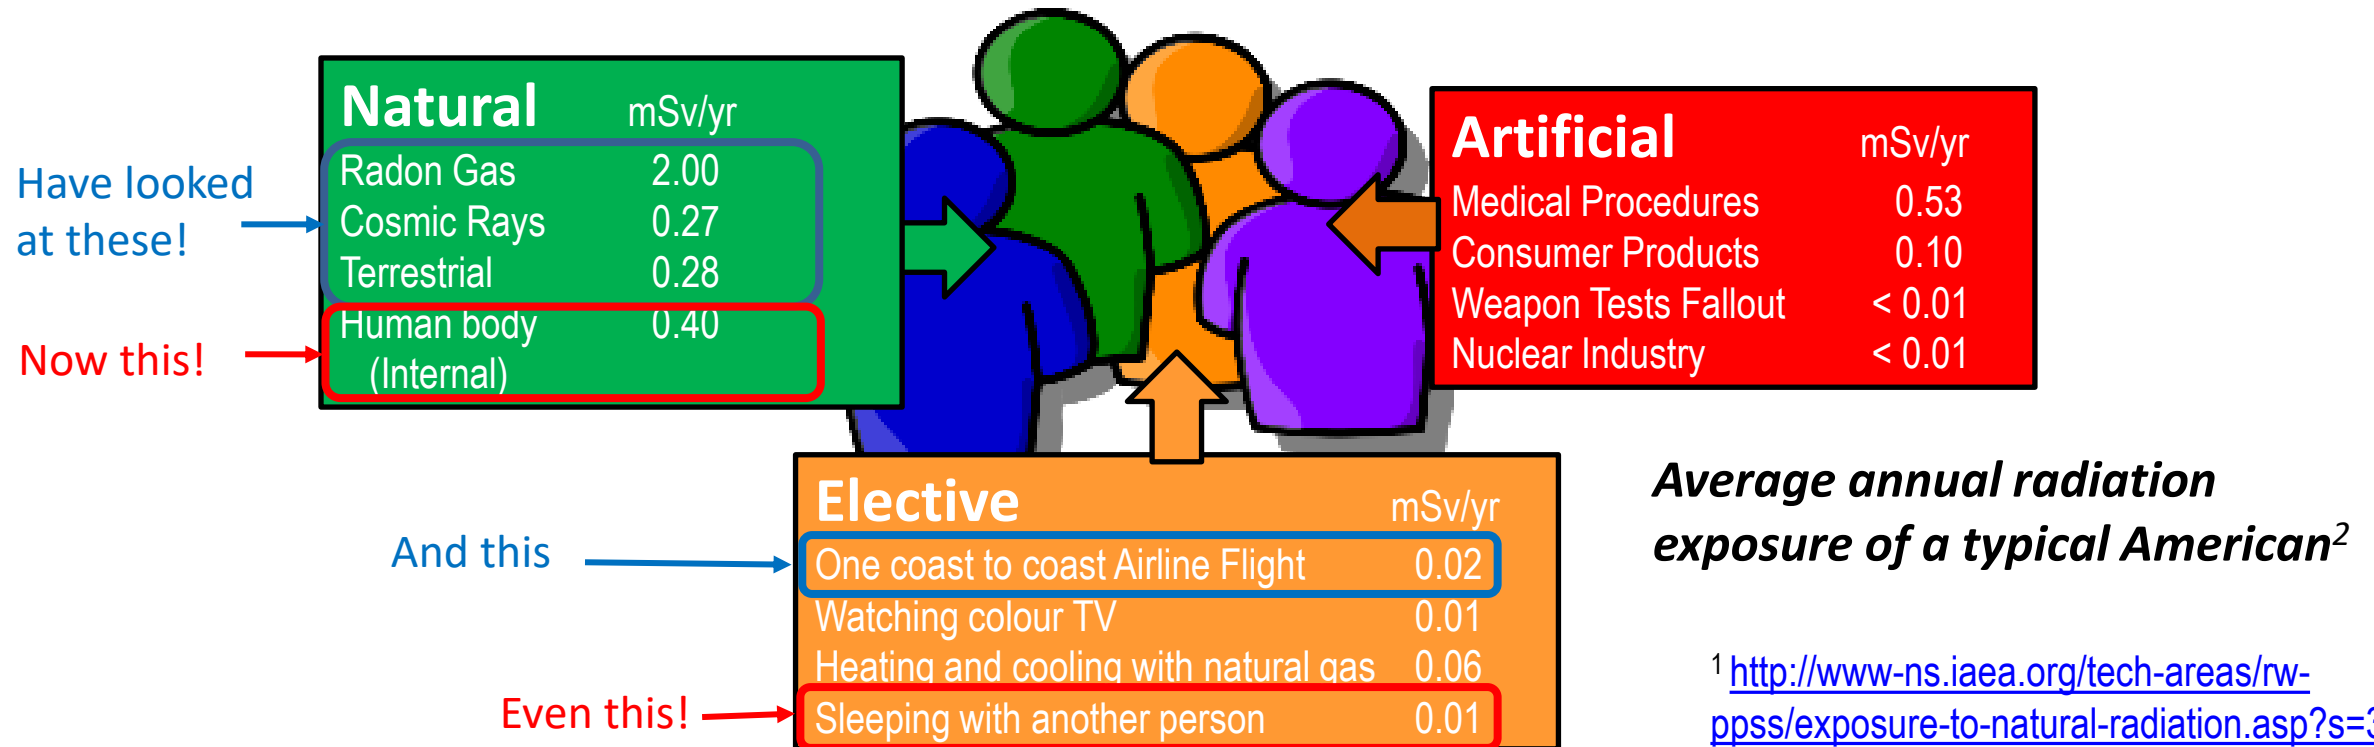 Natural mSv/yr
Radon Gas 2.00
Cosmic Rays 0.27
Terrestrial 0.28
Human body 0.40
(Internal)
Have looked
at these!
Now this!
Artificial mSv/yr
Medical Procedures 0.53
Consumer Products 0.10
Weapon Tests Fallout < 0.01
Nuclear Industry < 0.01
Elective mSv/yr
One coast to coast Airline Flight 0.02
Watching colour TV 0.01
Heating and cooling with natural gas 0.06
Sleeping with another person 0.01
And this
Even this!
Average annual radiation
exposure of a typical American²
¹ http://www-ns.iaea.org/tech-areas/rw-
ppss/exposure-to-natural-radiation.asp?s=3